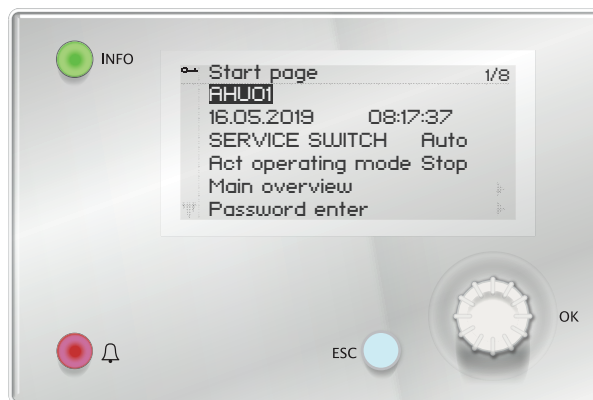 INFO
Start page 1/8
AHU01
16.05.2019 08:17:37
SERVICE SWITCH Auto
Act operating mode Stop
Main overview
Password enter
OK
ESC